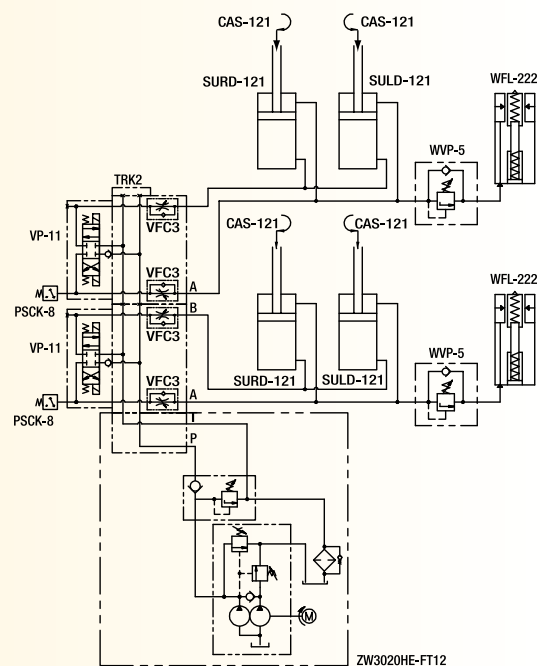 CAS-121 CAS-121
SURD-121 SULD-121
WFL-222
WVP-5
TRK2
VP-11
VFC3
CAS-121 CAS-121
VFC3 A
PSCK-8
B
WFL-222
VFC3
VP-11
WVP-5
VFC3
SURD-121 SULD-121
A
PSCK-8
T
P
M
ZW3020HE-FT12